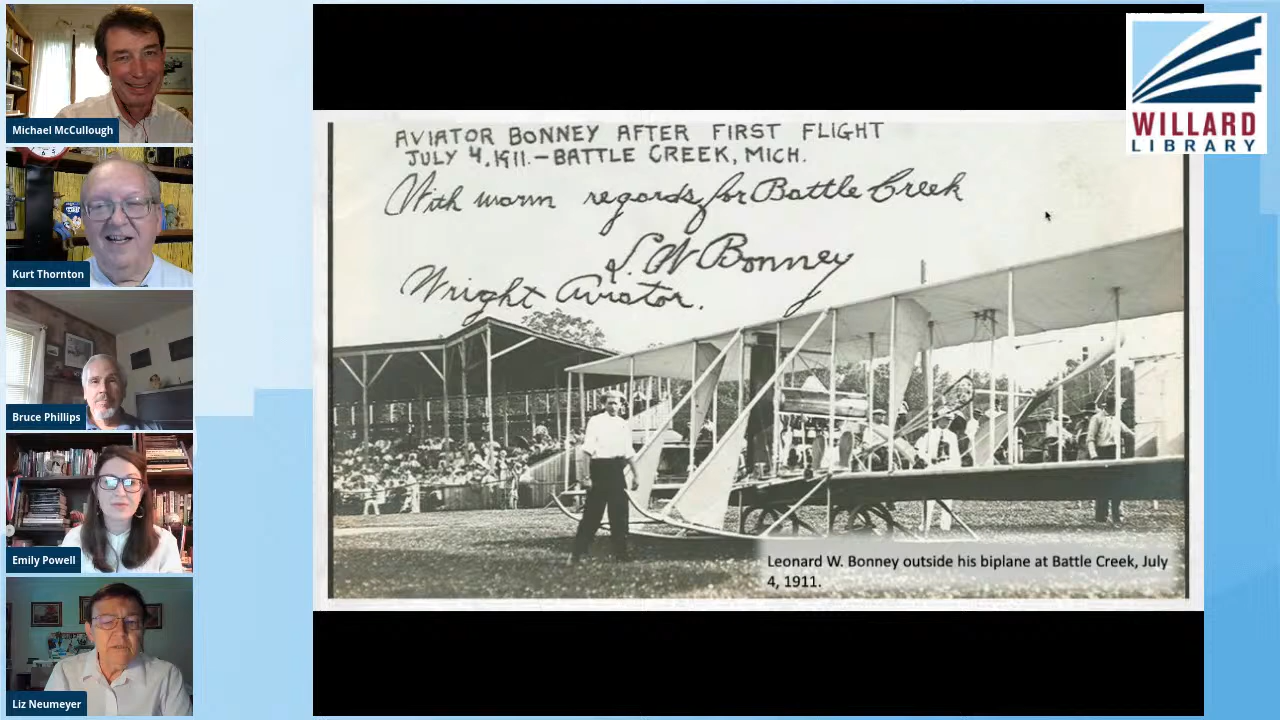 Michael McCullough
Kurt Thornton
Bruce Phillips
Emily Powell
Liz Neumeyer
AVIATOR BONNEY AFTER FIRST FLIGHT
JULY 4, 1911.-BATTLE CREEK, MICH.
With warm regards for Battle Creek
L. W Bonney
Wright Aviator.
Leonard W. Bonney outside his biplane at Battle Creek, July
4, 1911.
WILLARD
LIBRARY